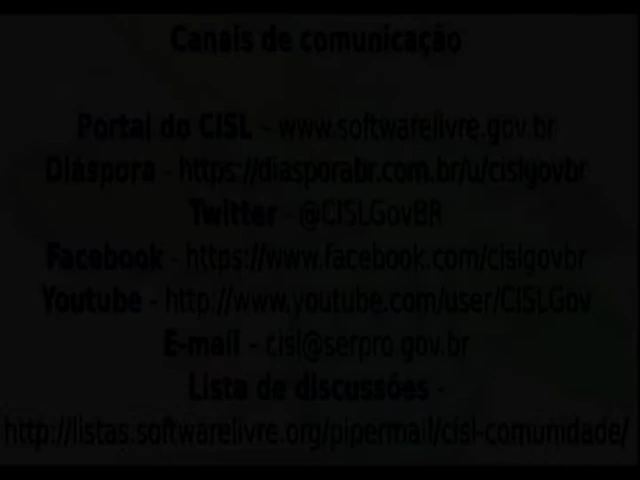 Canais de comunicação
Portal do CISL - www.softwarelivre.gov.br
Diáspora - https://diasporabr.com.br/u/cislgovbr
Twitter - @CISLGovBR
Facebook - https://www.facebook.com/cislgovbr
Youtube - http://www.youtube.com/user/CISLGov
E-mail - cisl@serpro.gov.br
Lista de discussões -
http://listas.softwarelivre.org/pipermail/cisl-comunidade/